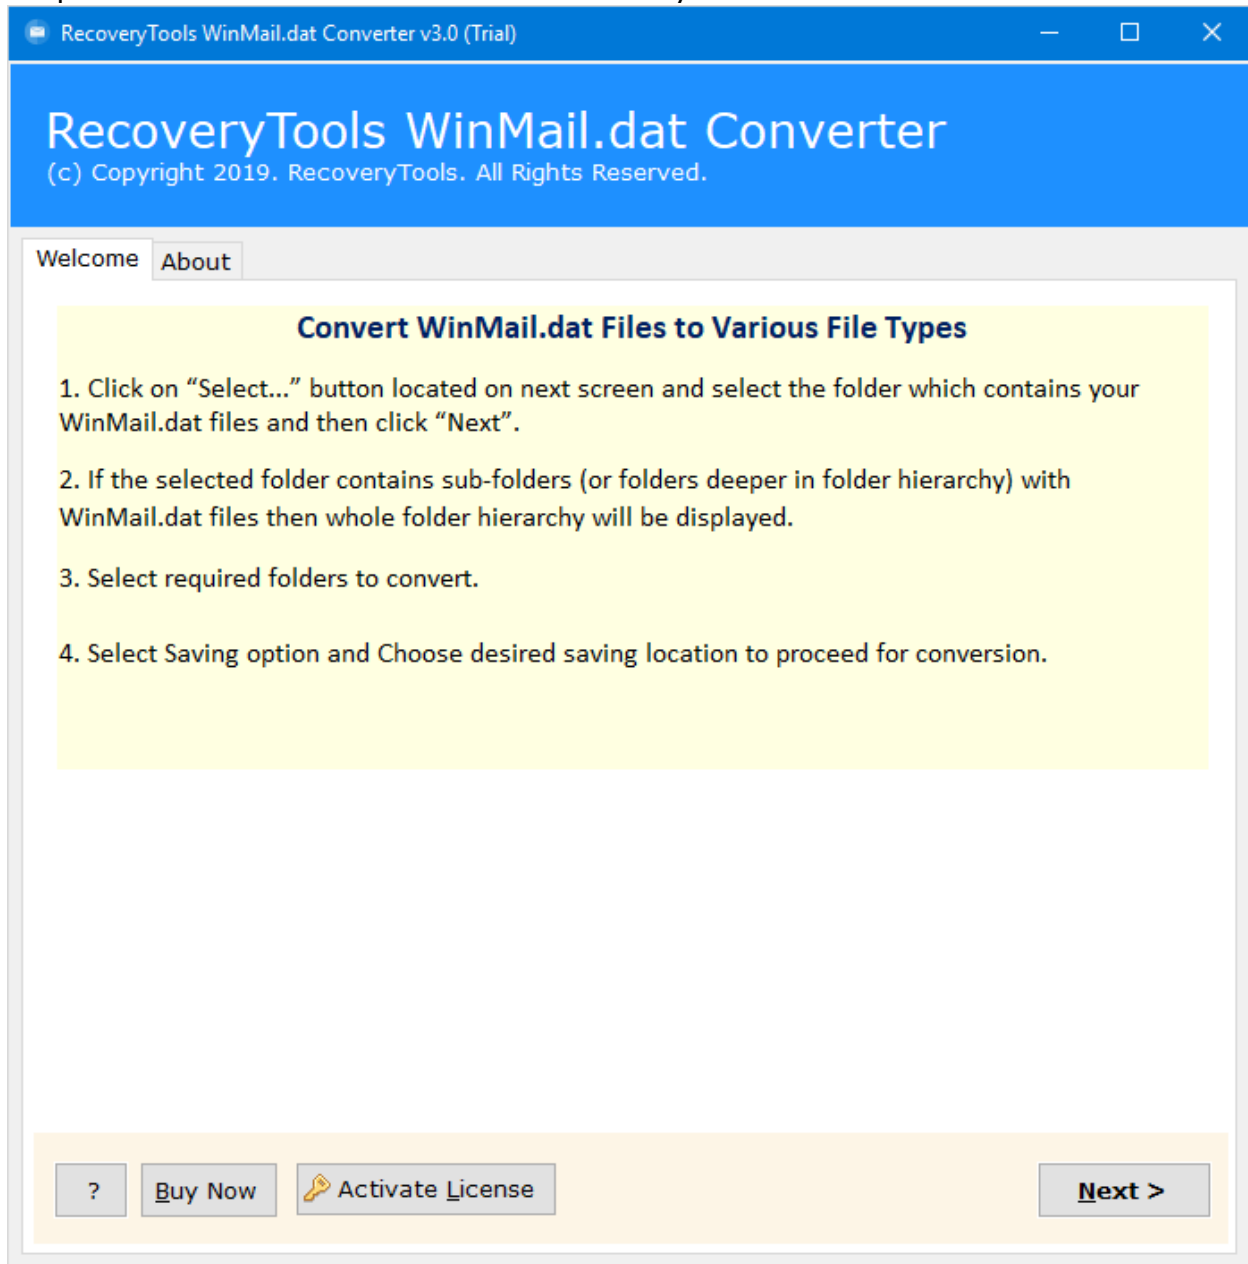 RecoveryTools WinMail.dat Converter v3.0 (Trial)
RecoveryTools WinMail.dat Converter
(c) Copyright 2019. RecoveryTools. All Rights Reserved.
Welcome About
Convert WinMail.dat Files to Various File Types
1. Click on “Select...” button located on next screen and select the folder which contains your
WinMail.dat files and then click “Next”.
2. If the selected folder contains sub-folders (or folders deeper in folder hierarchy) with
WinMail.dat files then whole folder hierarchy will be displayed.
3. Select required folders to convert.
4. Select Saving option and Choose desired saving location to proceed for conversion.
? Buy Now Activate License Next >